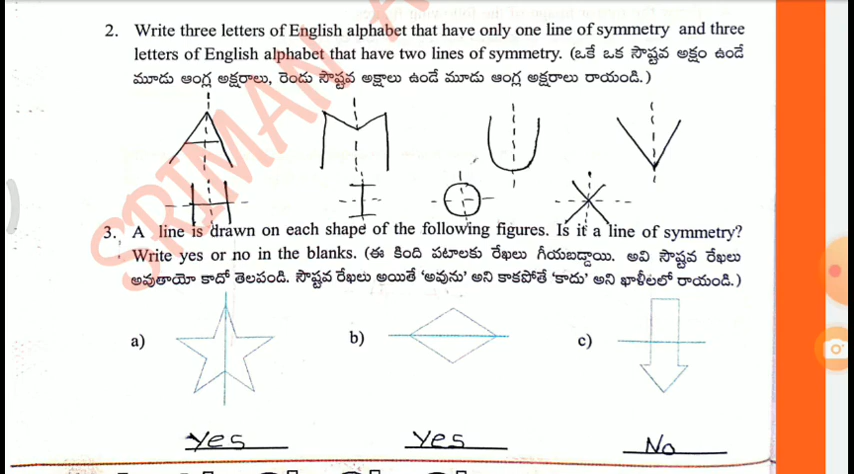 2. Write three letters of English alphabet that have only one line of symmetry and three
letters of English alphabet that have two lines of symmetry. (ఒకే ఒక సౌష్టవ అక్షం ఉండే
మూడు ఆంగ్ల అక్షరాలు, రెండు సౌష్టవ అక్షాలు ఉండే మూడు ఆంగ్ల అక్షరాలు రాయండి.)
A M U V
H I O X
3. A line is drawn on each shape of the following figures. Is it a line of symmetry?
Write yes or no in the blanks. (ఈ కింది పటాలకు రేఖలు గీయబడ్డాయి. అవి సౌష్టవ రేఖలు
అవుతాయో కాదో తెలపండి. సౌష్టవ రేఖలు అయితే 'అవును' అని కాకపోతే 'కాదు' అని ఖాళీలలో రాయండి.)
a) b) c)
Yes Yes No
SRIMAN